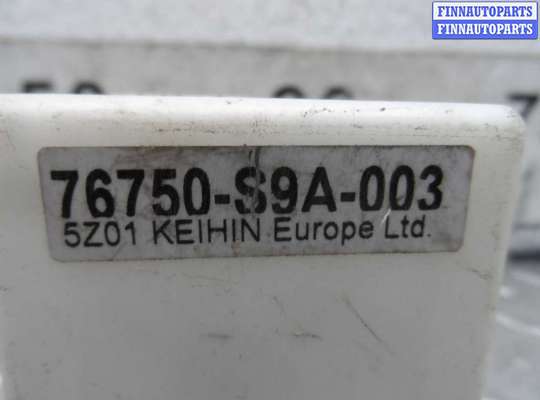 FINNAUTOPARTS
FINNAUTOPARTS
76750-S9A-003
5Z01 KEIHIN Europe Ltd.